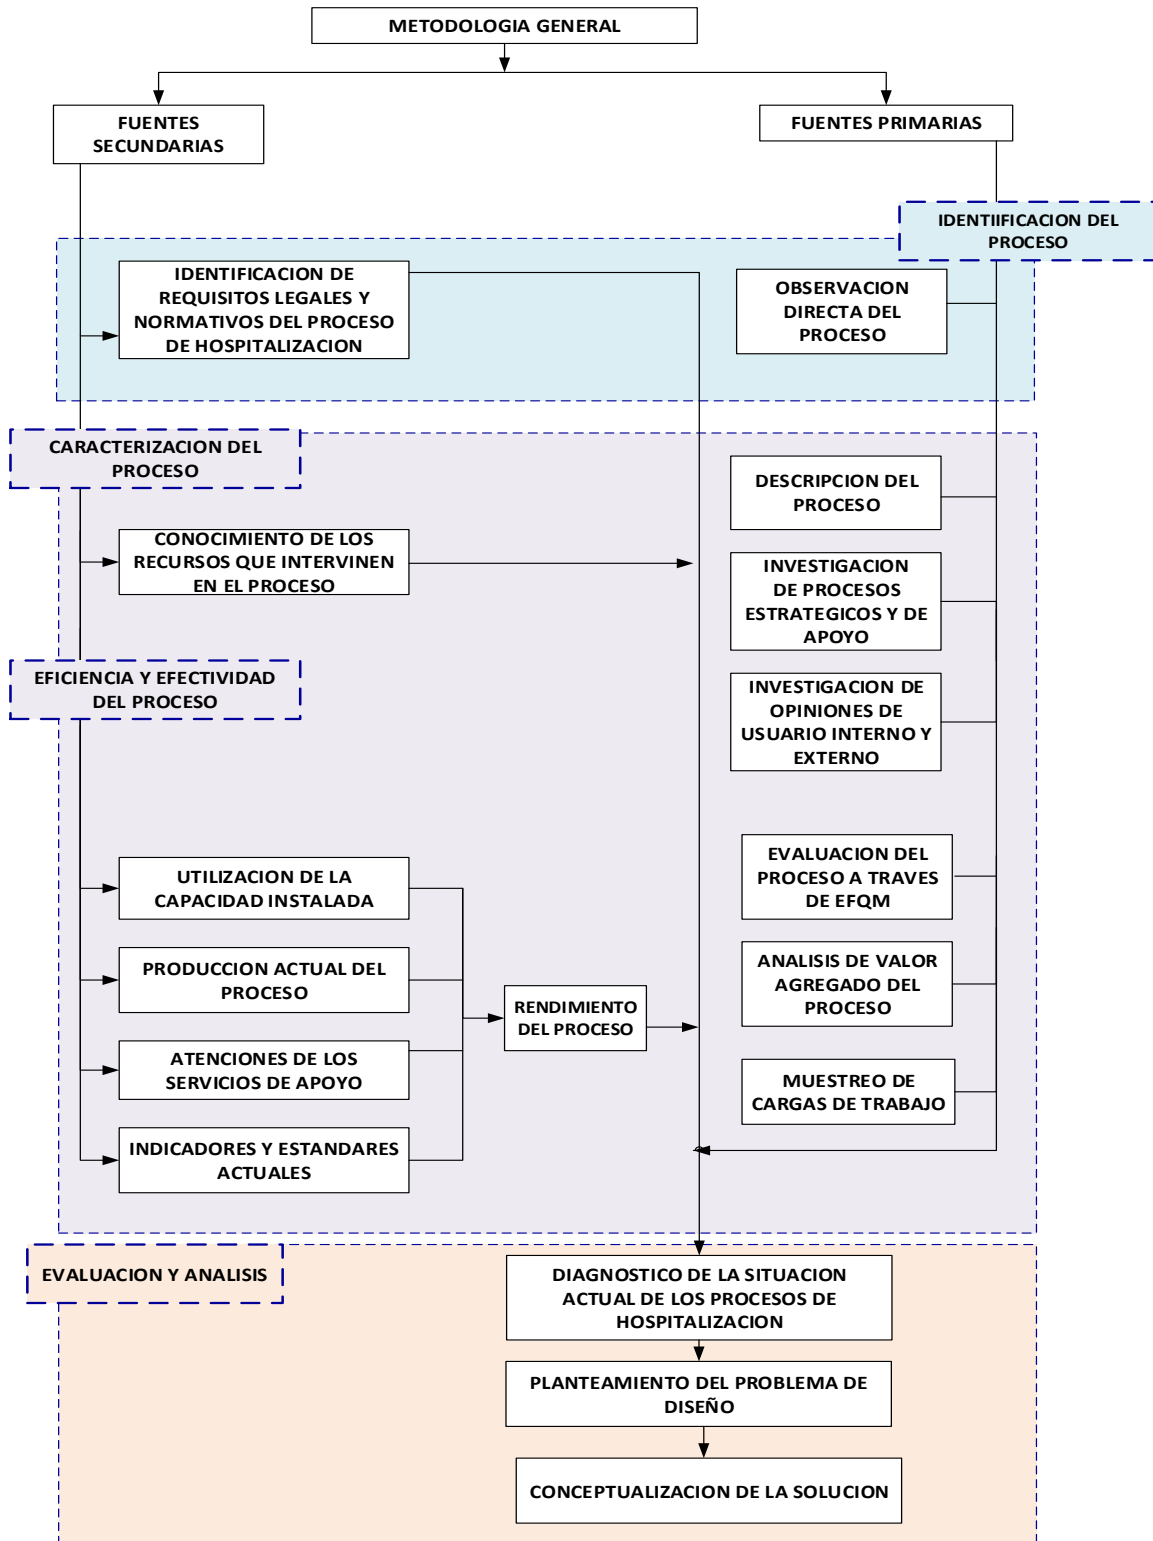 METODOLOGIA GENERAL
FUENTES
SECUNDARIAS
FUENTES PRIMARIAS
IDENTIIFICACION DEL
PROCESO
IDENTIFICACION DE
REQUISITOS LEGALES Y
NORMATIVOS DEL PROCESO
DE HOSPITALIZACION
OBSERVACION
DIRECTA DEL
PROCESO
CARACTERIZACION DEL
PROCESO
DESCRIPCION DEL
PROCESO
CONOCIMIENTO DE LOS
RECURSOS QUE INTERVINEN
EN EL PROCESO
INVESTIGACION
DE PROCESOS
ESTRATEGICOS Y DE
APOYO
EFICIENCIA Y EFECTIVIDAD
DEL PROCESO
INVESTIGACION DE
OPINIONES DE
USUARIO INTERNO Y
EXTERNO
UTILIZACION DE LA
CAPACIDAD INSTALADA
EVALUACION DEL
PROCESO A TRAVES
DE EFQM
PRODUCCION ACTUAL DEL
PROCESO
ANALISIS DE VALOR
AGREGADO DEL
PROCESO
RENDIMIENTO
DEL PROCESO
ATENCIONES DE LOS
SERVICIOS DE APOYO
MUESTREO DE
CARGAS DE TRABAJO
INDICADORES Y ESTANDARES
ACTUALES
EVALUACION Y ANALISIS
DIAGNOSTICO DE LA SITUACION
ACTUAL DE LOS PROCESOS DE
HOSPITALIZACION
PLANTEAMIENTO DEL PROBLEMA DE
DISEÑO
CONCEPTUALIZACION DE LA SOLUCION